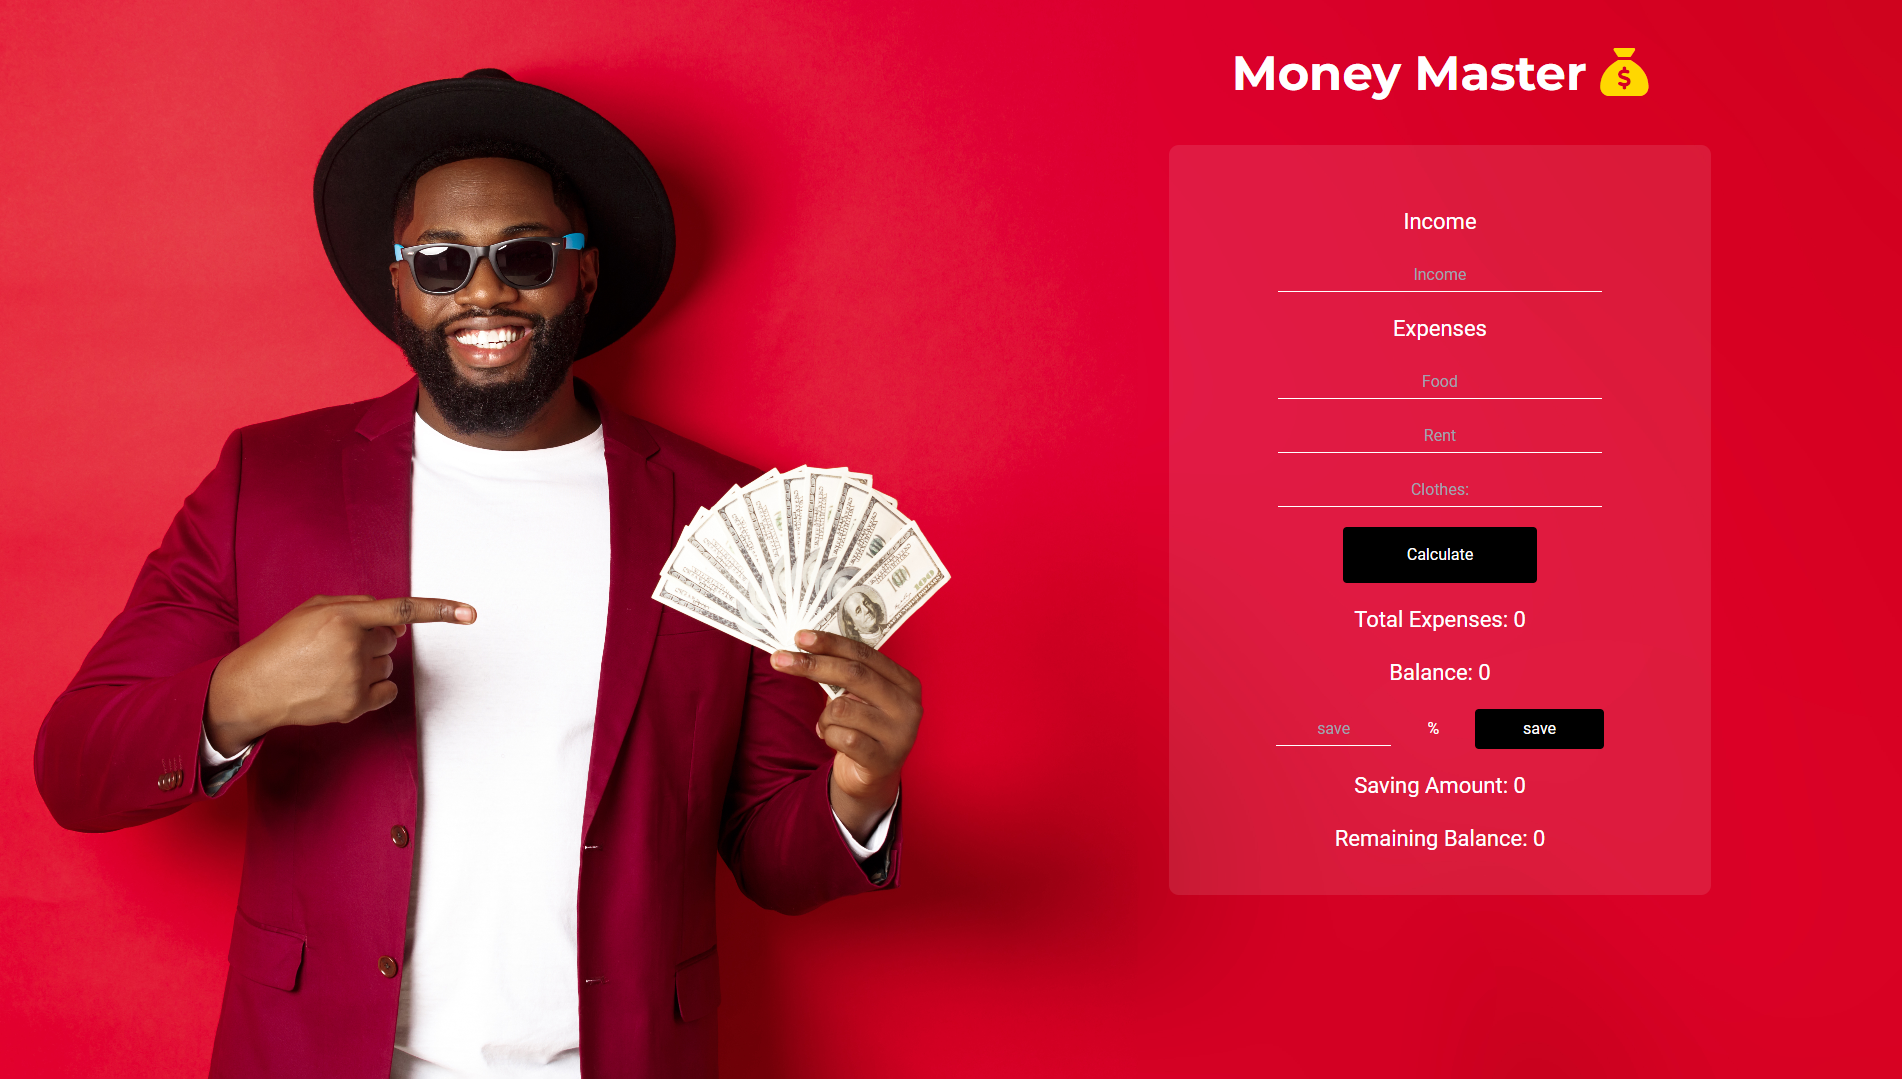 Money Master
Income
Income
Expenses
Food
Rent
Clothes:
Calculate
Total Expenses: 0
Balance: 0
save % save
Saving Amount: 0
Remaining Balance: 0
100